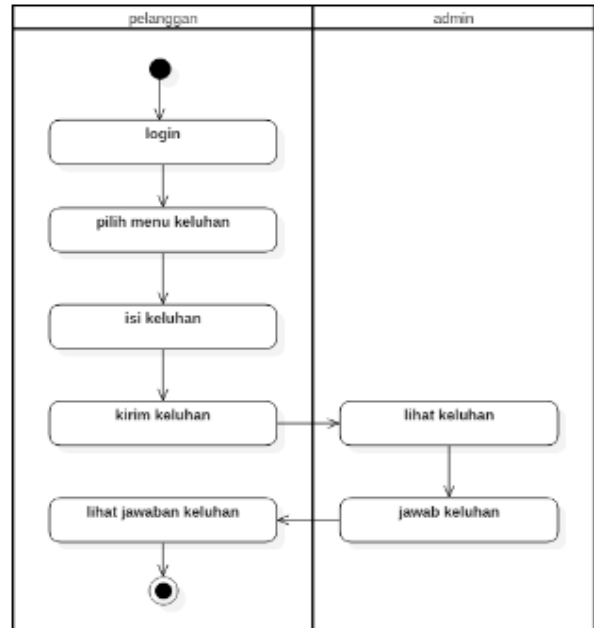 pelanggan
admin
login
pilih menu keluhan
isi keluhan
kirim keluhan
lihat keluhan
lihat jawaban keluhan
jawab keluhan